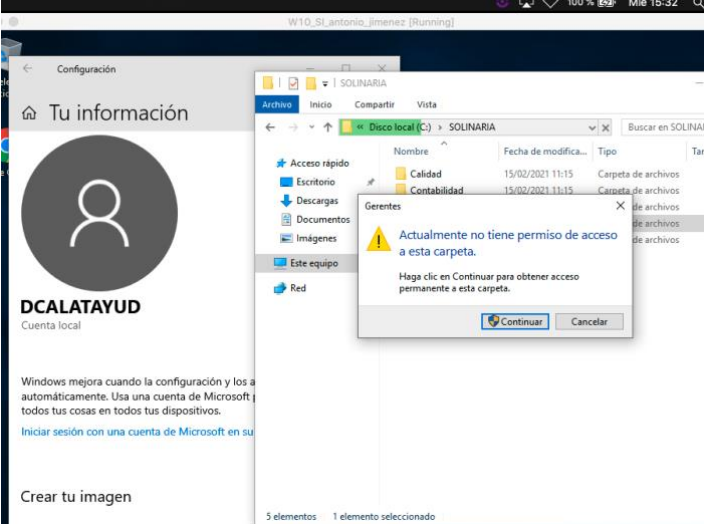 100 %
Mié 15:32
W10_SI_antonio_jimenez [Running]
Configuración
Tu información
DCALATAYUD
Cuenta local
Windows mejora cuando la configuración y los a
automáticamente. Usa una cuenta de Microsoft
todos tus cosas en todos tus dispositivos.
Iniciar sesión con una cuenta de Microsoft en su
Crear tu imagen
SOLINARIA
Archivo Inicio Compartir Vista
« Disco local (C:) › SOLINARIA
Buscar en SOLINA
Nombre Fecha de modifica... Tipo Tar
Acceso rápido
Escritorio
Descargas
Documentos
Imágenes
Este equipo
Red
Calidad 15/02/2021 11:15 Carpeta de archivos
Contabilidad 15/02/2021 11:15 Carpeta de archivos
de archivos
de archivos
de archivos
Gerentes
Actualmente no tiene permiso de acceso
a esta carpeta.
Haga clic en Continuar para obtener acceso
permanente a esta carpeta.
Continuar Cancelar
5 elementos 1 elemento seleccionado